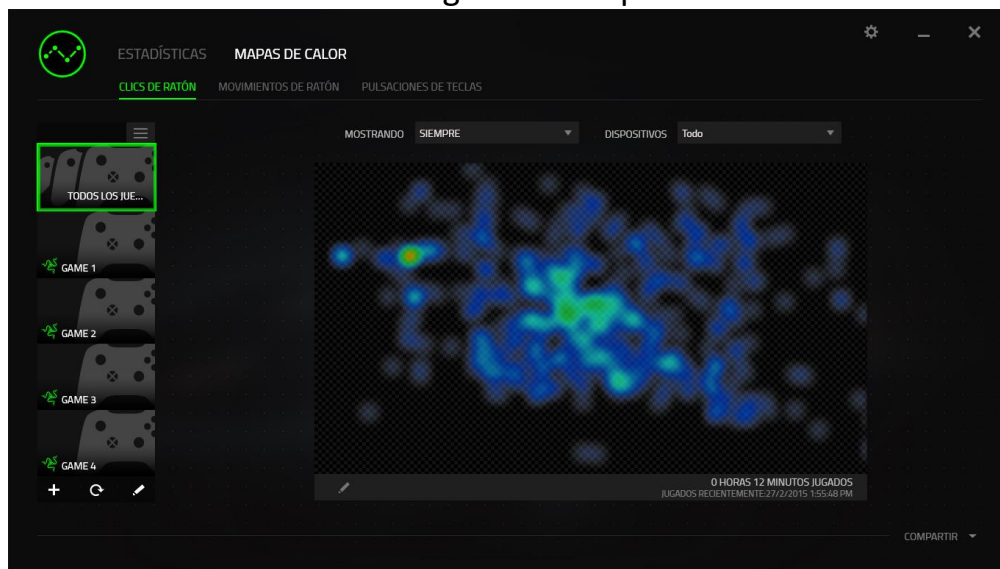 ESTADÍSTICAS MAPAS DE CALOR
CLICS DE RATÓN MOVIMIENTOS DE RATÓN PULSACIONES DE TECLAS
MOSTRANDO SIEMPRE DISPOSITIVOS Todo
TODOS LOS JUE...
GAME 1
GAME 2
GAME 3
GAME 4
0 HORAS 12 MINUTOS JUGADOS
JUGADOS RECIENTEMENTE:27/2/2015 1:55:48 PM
COMPARTIR